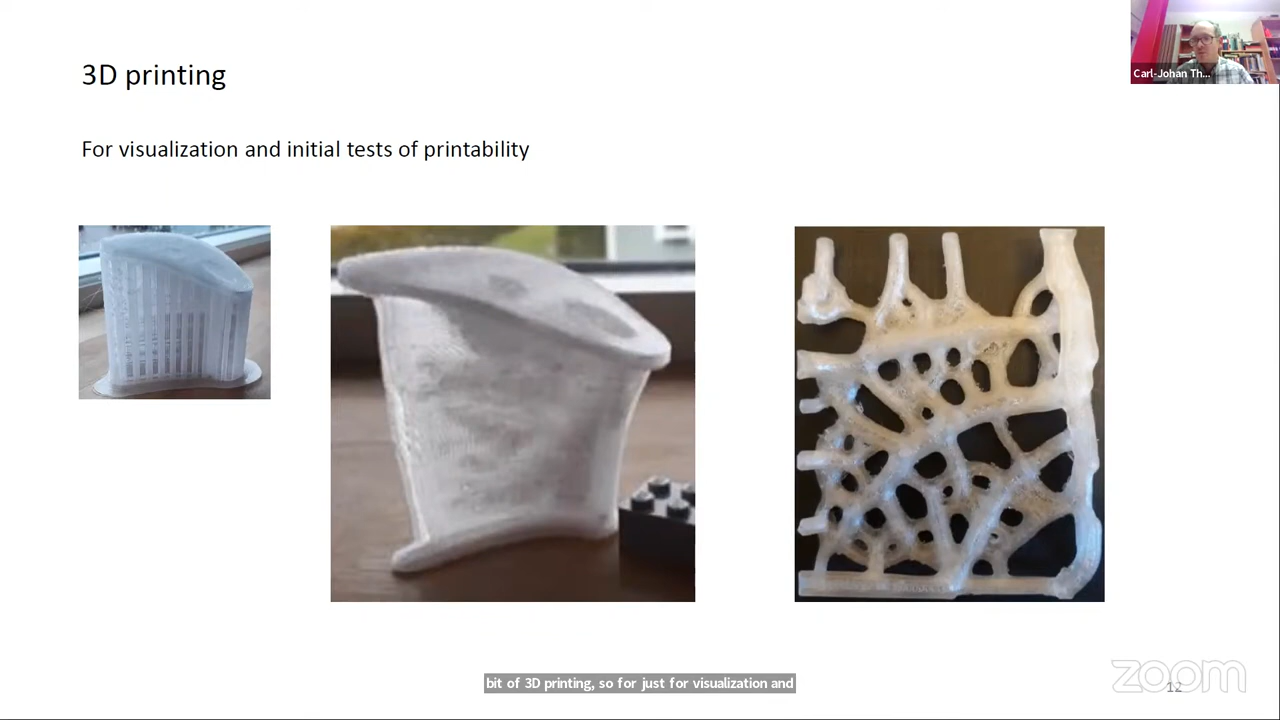 3D printing
Carl-Johan Th...
For visualization and initial tests of printability
bit of 3D printing, so for just for visualization and
zoom
12